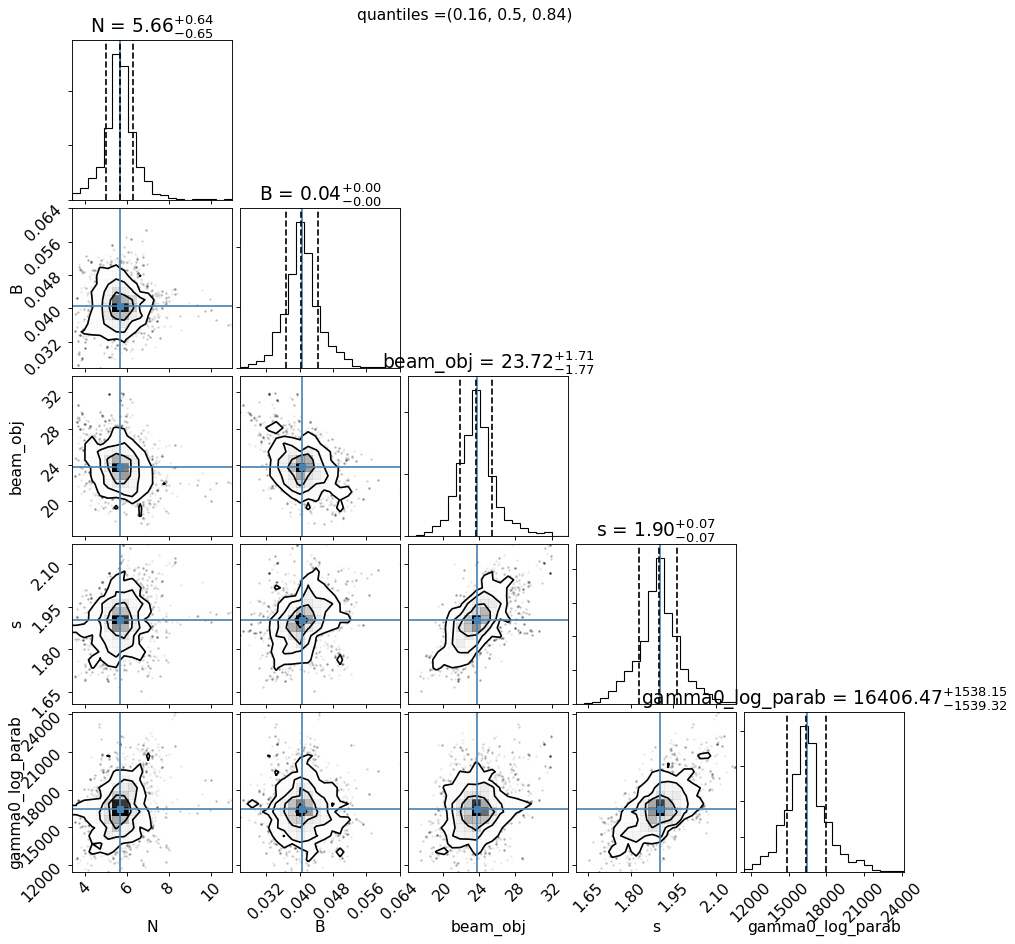 quantiles =(0.16, 0.5, 0.84)
N = 5.66 +0.64 −0.65
B = 0.04 +0.00 −0.00
0.064
0.056
0.048
0.040
0.032
B
beam_obj = 23.72 +1.71 −1.77
32
28
24
20
beam_obj
s = 1.90 +0.07 −0.07
2.10
1.95
1.80
1.65
s
gamma0_log_parab = 16406.47 +1538.15 −1539.32
24000
21000
18000
15000
12000
gamma0_log_parab
4 6 8 10
0.032 0.040 0.048 0.056 0.064
20 24 28 32
1.65 1.80 1.95 2.10
12000 15000 18000 21000 24000
N B beam_obj s gamma0_log_parab